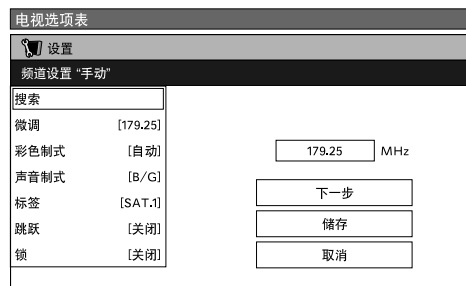 电视选项表
设置
频道设置 “手动”
搜索
微调 [179.25]
彩色制式 [自动]
声音制式 [B/G]
标签 [SAT.1]
跳跃 [关闭]
锁 [关闭]
179.25 MHz
下一步
储存
取消